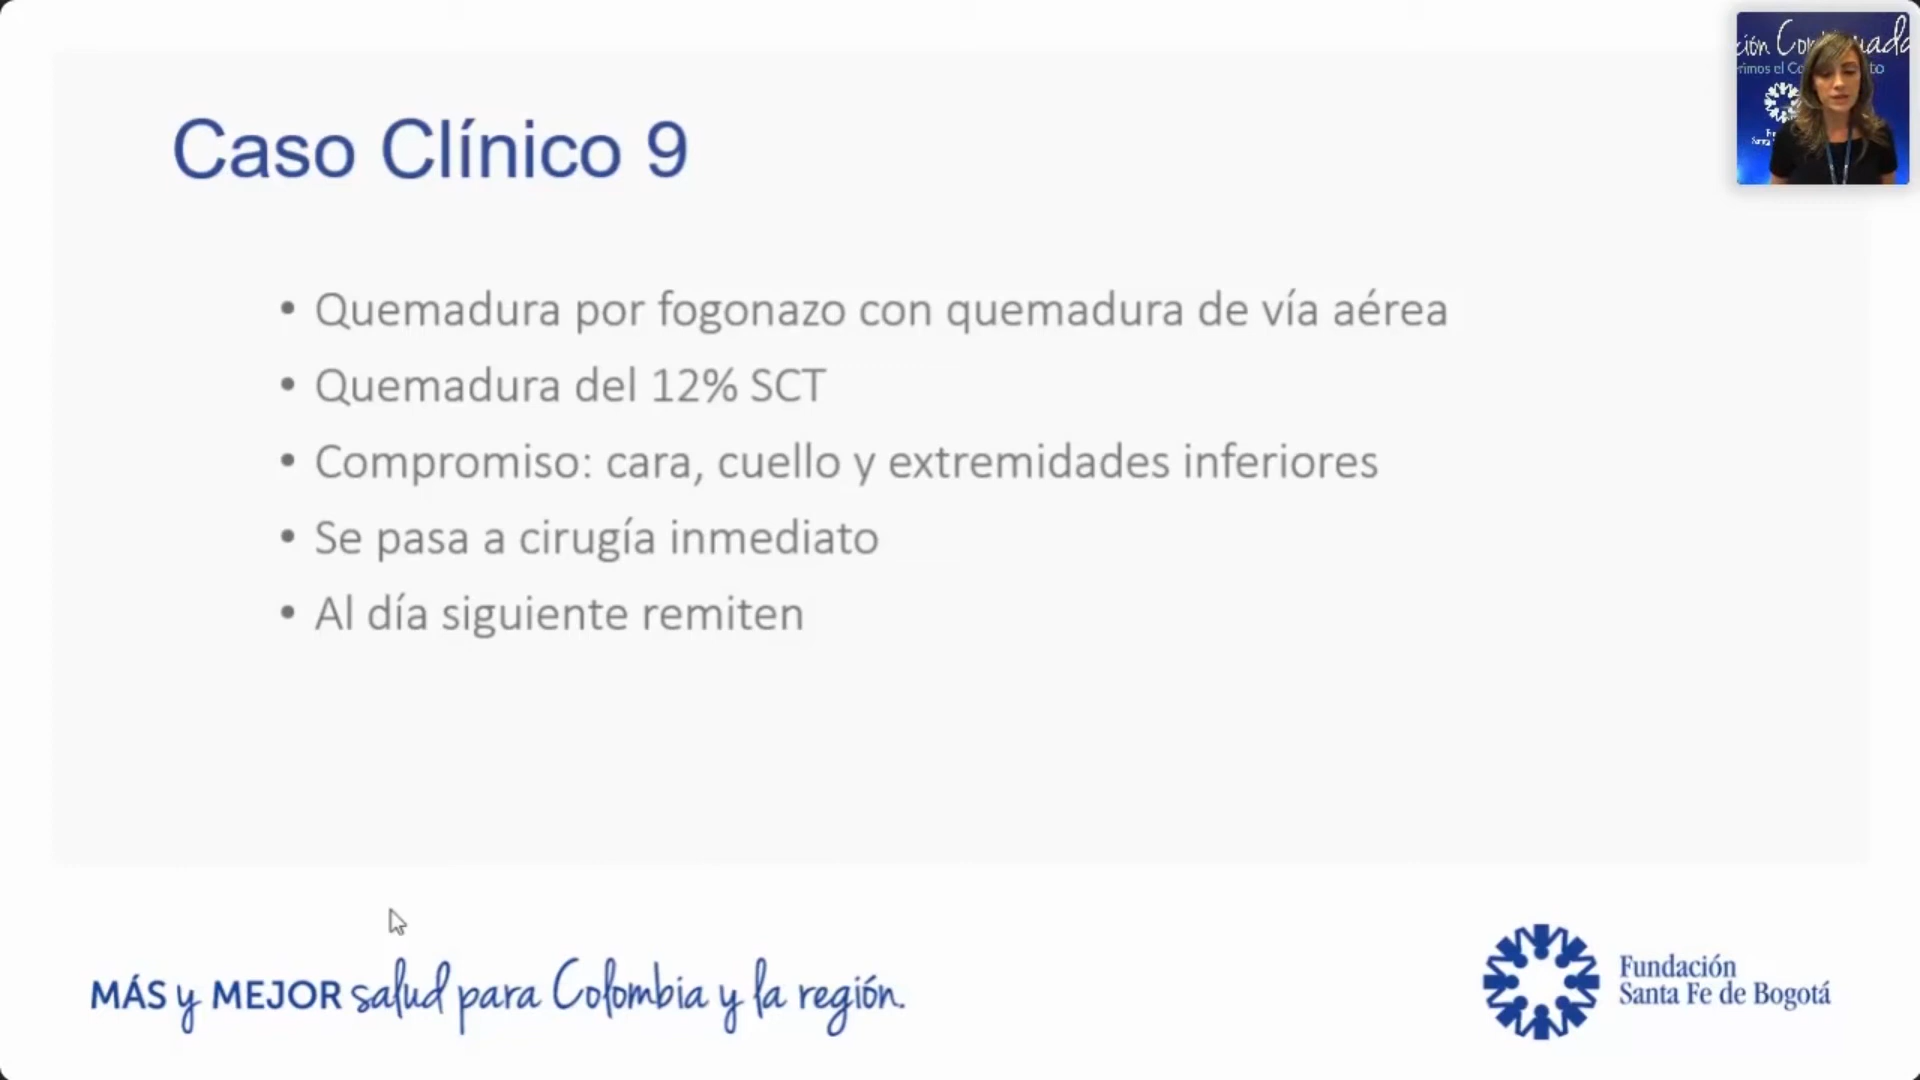 Caso Clínico 9
• Quemadura por fogonazo con quemadura de vía aérea
• Quemadura del 12% SCT
• Compromiso: cara, cuello y extremidades inferiores
• Se pasa a cirugía inmediato
• Al día siguiente remiten
MÁS y MEJOR salud para Colombia y la región.
Fundación
Santa Fe de Bogotá